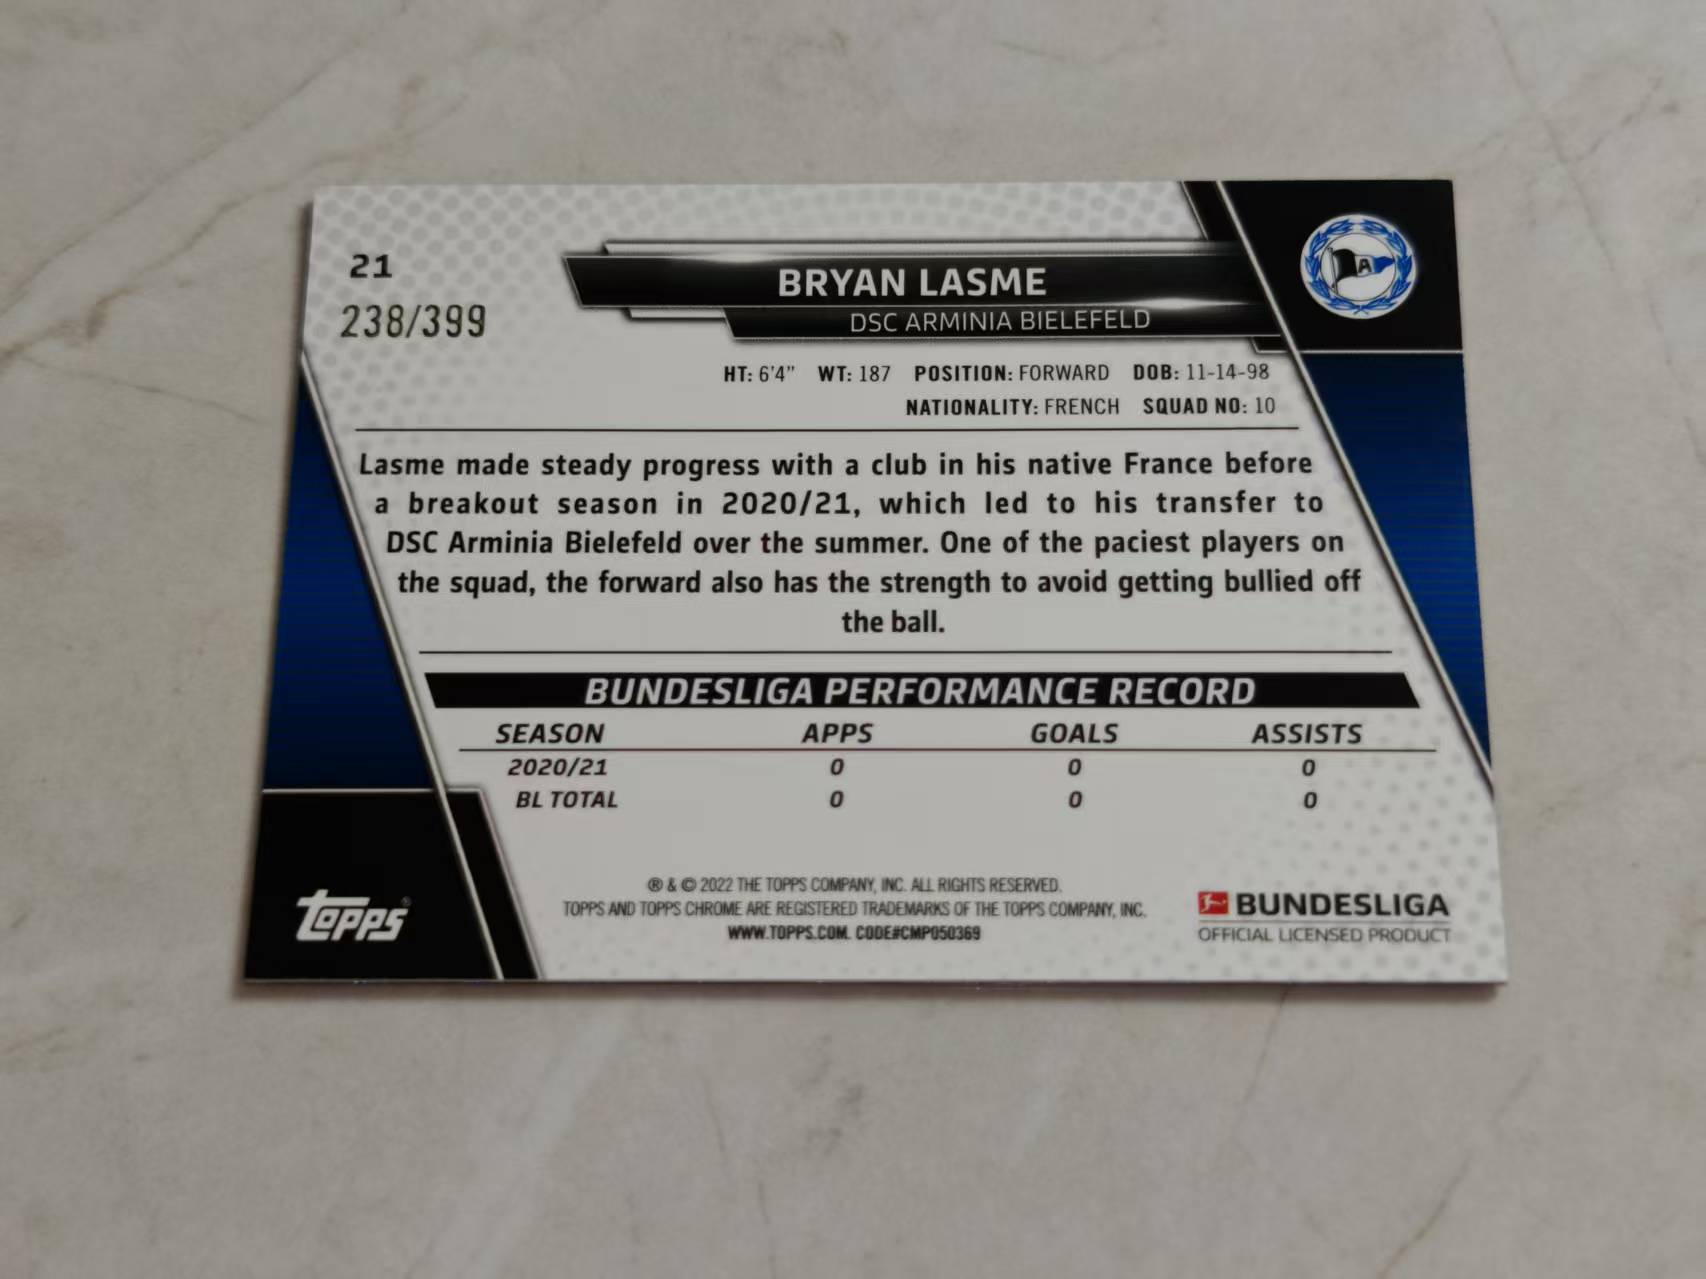 21
238/399
BRYAN LASME
DSC ARMINIA BIELEFELD
A
HT: 6'4" WT: 187 POSITION: FORWARD DOB: 11-14-98
NATIONALITY: FRENCH SQUAD NO: 10
Lasme made steady progress with a club in his native France before
a breakout season in 2020/21, which led to his transfer to
DSC Arminia Bielefeld over the summer. One of the paciest players on
the squad, the forward also has the strength to avoid getting bullied off
the ball.
BUNDESLIGA PERFORMANCE RECORD
SEASON APPS GOALS ASSISTS
2020/21 0 0 0
BL TOTAL 0 0 0
® & © 2022 THE TOPPS COMPANY, INC. ALL RIGHTS RESERVED.
TOPPS AND TOPPS CHROME ARE REGISTERED TRADEMARKS OF THE TOPPS COMPANY, INC.
WWW.TOPPS.COM. CODE#CMP050369
topps®
BUNDESLIGA
OFFICIAL LICENSED PRODUCT